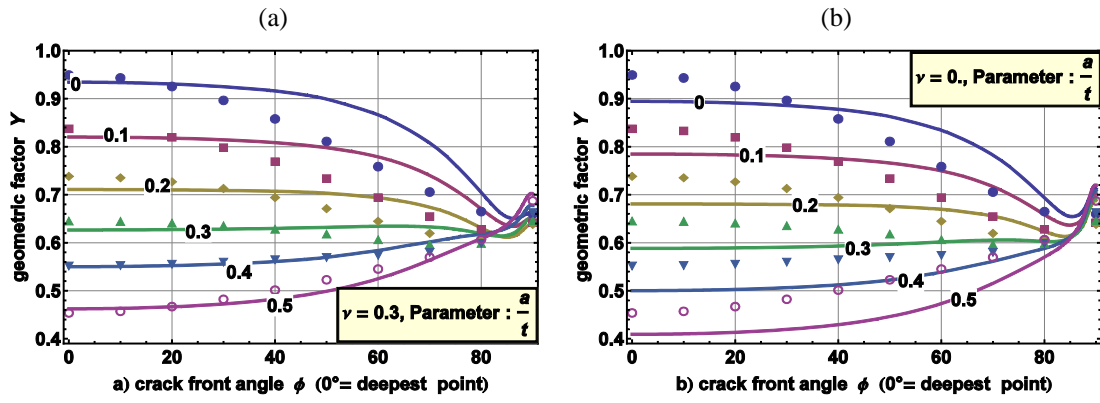 (a)
(b)
1.0
0.9
0.8
0.7
0.6
0.5
0.4
geometric factor Y
0
0.1
0.2
0.3
0.4
0.5
ν = 0.3, Parameter : a/t
0 20 40 60 80
a) crack front angle ϕ (0°= deepest point)
1.0
0.9
0.8
0.7
0.6
0.5
0.4
geometric factor Y
ν = 0., Parameter : a/t
0
0.1
0.2
0.3
0.4
0.5
0 20 40 60 80
b) crack front angle ϕ (0°= deepest point)